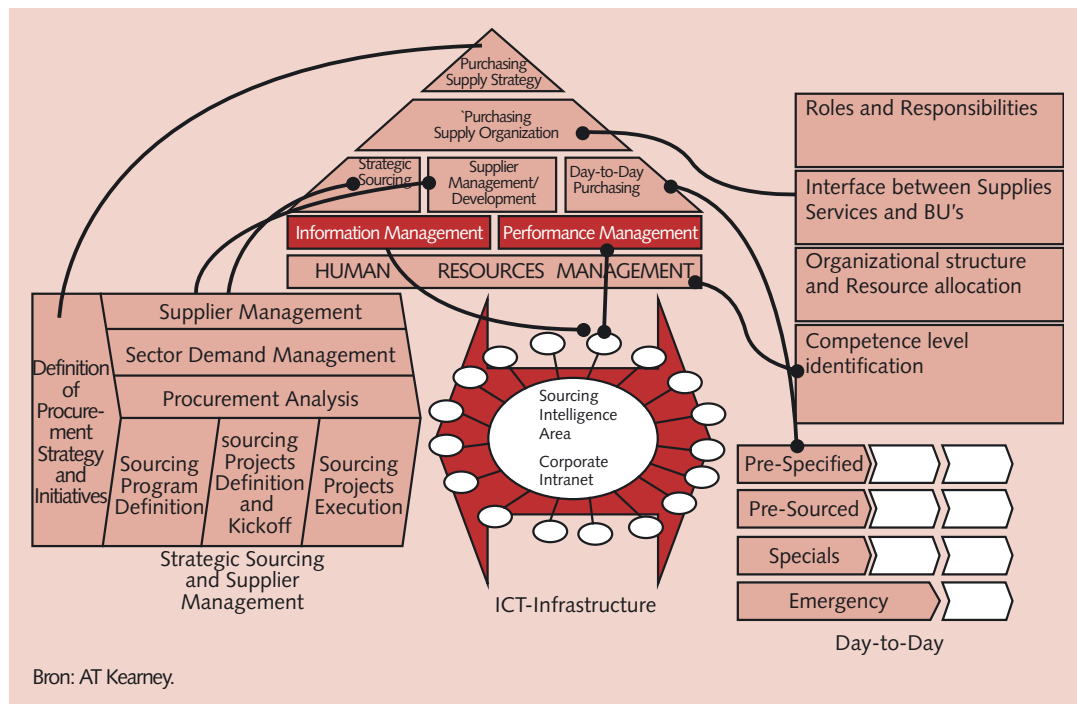 Purchasing
Supply Strategy
`Purchasing
Supply Organization
Strategic
Sourcing
Supplier
Management/
Development
Day-to-Day
Purchasing
Information Management
Performance Management
HUMAN RESOURCES MANAGEMENT
Roles and Responsibilities
Interface between Supplies
Services and BU's
Organizational structure
and Resource allocation
Competence level
identification
Definition
of
Procure-
ment
Strategy
and
Initiatives
Supplier Management
Sector Demand Management
Procurement Analysis
Sourcing
Program
Definition
sourcing
Projects
Definition
and
Kickoff
Sourcing
Projects
Execution
Strategic Sourcing
and Supplier
Management
Sourcing
Intelligence
Area
Corporate
Intranet
ICT-Infrastructure
Pre-Specified
Pre-Sourced
Specials
Emergency
Day-to-Day
Bron: AT Kearney.